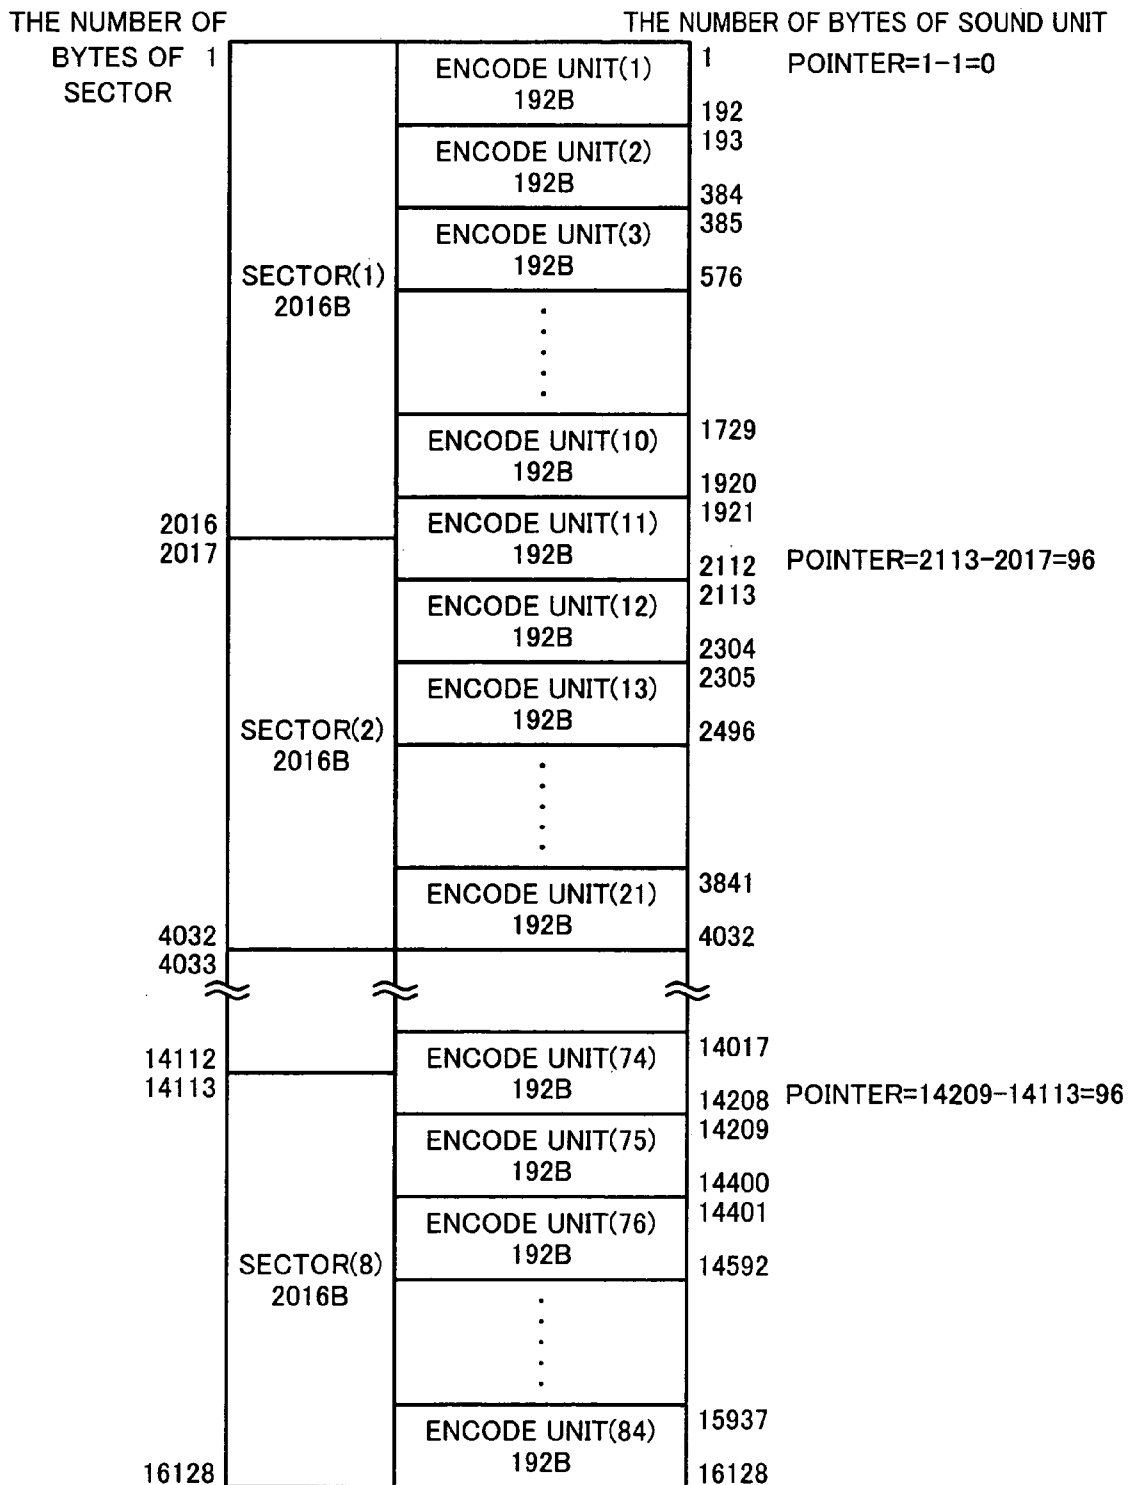 THE NUMBER OF
BYTES OF 1
SECTOR
THE NUMBER OF BYTES OF SOUND UNIT
ENCODE UNIT(1)
192B
1
POINTER=1-1=0
192
ENCODE UNIT(2)
192B
193
384
ENCODE UNIT(3)
192B
385
576
SECTOR(1)
2016B
ENCODE UNIT(10)
192B
1729
1920
ENCODE UNIT(11)
192B
1921
2112
POINTER=2113-2017=96
2016
2017
ENCODE UNIT(12)
192B
2113
2304
ENCODE UNIT(13)
192B
2305
2496
SECTOR(2)
2016B
ENCODE UNIT(21)
192B
3841
4032
4032
4033
14112
14113
ENCODE UNIT(74)
192B
14017
14208
POINTER=14209-14113=96
ENCODE UNIT(75)
192B
14209
14400
ENCODE UNIT(76)
192B
14401
14592
SECTOR(8)
2016B
ENCODE UNIT(84)
192B
15937
16128
16128